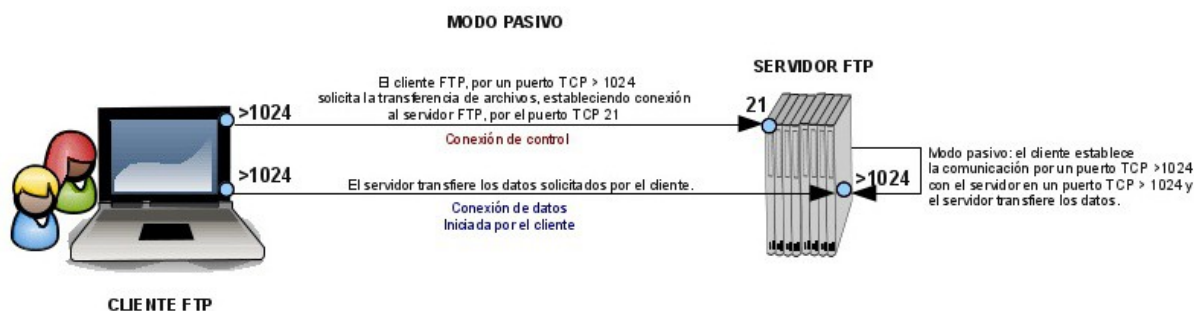 MODO PASIVO
El cliente FTP, por un puerto TCP > 1024
solicita la transferencia de archivos, estableciendo conexión
al servidor FTP, por el puerto TCP 21
SERVIDOR FTP
>1024
21
Conexión de control
>1024
El servidor transfiere los datos solicitados por el cliente.
>1024
Modo pasivo: el cliente establece
la comunicación por un puerto TCP >1024
con el servidor en un puerto TCP > 1024 y
el servidor transfiere los datos.
Conexión de datos
Iniciada por el cliente
CLIENTE FTP